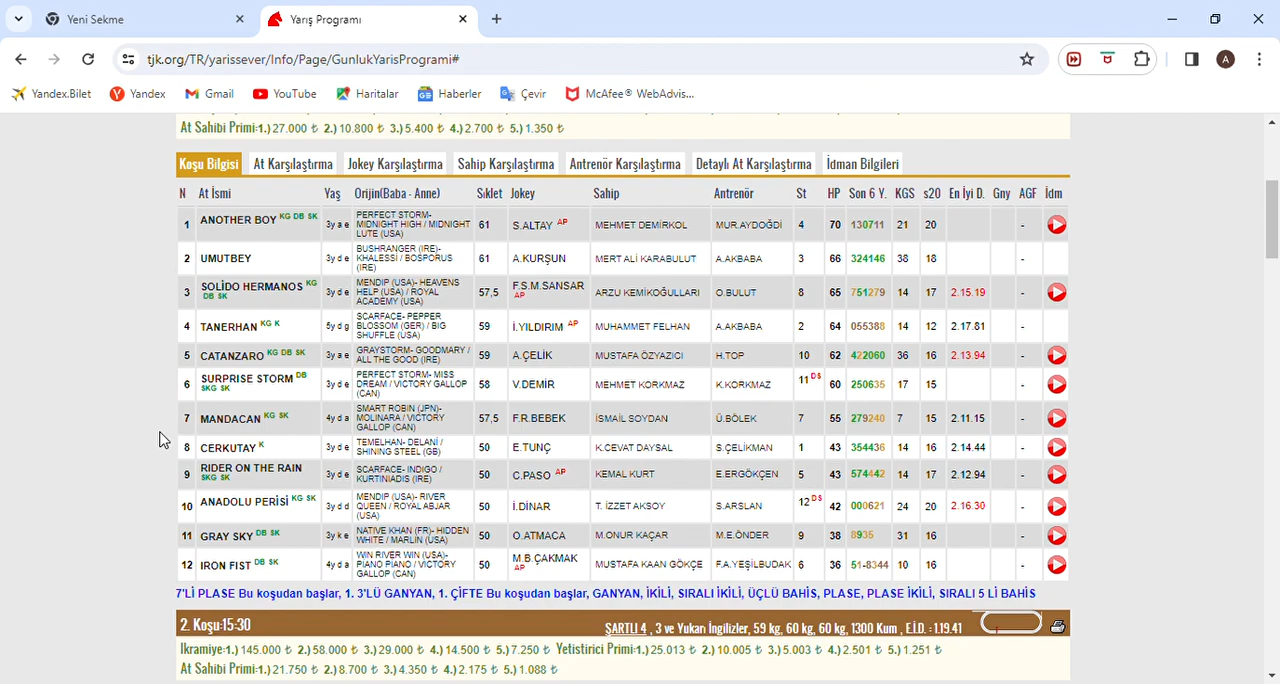 Yeni Sekme
Yarış Programı
tjk.org/TR/yarissever/Info/Page/GunlukYarisProgrami#
A
Yandex.Bilet Yandex Gmail YouTube Haritalar Haberler Çevir McAfee® WebAdvis...
At Sahibi Primi:1.) 27.000 ₺ 2.) 10.800 ₺ 3.) 5.400 ₺ 4.) 2.700 ₺ 5.) 1.350 ₺
Koşu Bilgisi At Karşılaştırma Jokey Karşılaştırma Sahip Karşılaştırma Antrenör Karşılaştırma Detaylı At Karşılaştırma İdman Bilgileri
N At İsmi Yaş Orijin(Baba - Anne) Sıklet Jokey Sahip Antrenör St HP Son 6 Y. KGS s20 En İyi D. Gny AGF İdm
1 ANOTHER BOY KG DB SK 3y a e PERFECT STORM- MIDNIGHT HIGH / MIDNIGHT LUTE (USA) 61 S.ALTAY AP MEHMET DEMİRKOL MUR.AYDOĞDİ 4 70 130711 21 20 -
2 UMUTBEY 3y d e BUSHRANGER (IRE)- KHALESSI / BOSPORUS (IRE) 61 A.KURŞUN MERT ALİ KARABULUT A.AKBABA 3 66 324146 38 18 -
3 SOLİDO HERMANOS KG DB SK 3y d e MENDIP (USA)- HEAVENS HELP (USA) / ROYAL ACADEMY (USA) 57,5 F.S.M.SANSAR AP ARZU KEMİKOĞULLARI O.BULUT 8 65 751279 14 17 2.15.19 -
4 TANERHAN KG K 5y d g SCARFACE- PEPPER BLOSSOM (GER) / BIG SHUFFLE (USA) 59 İ.YILDIRIM AP MUHAMMET FELHAN A.AKBABA 2 64 055388 14 12 2.17.81 -
5 CATANZARO KG DB SK 3y a e GRAYSTORM- GOODMARY / ALL THE GOOD (IRE) 59 A.ÇELİK MUSTAFA ÖZYAZICI H.TOP 10 62 422060 36 16 2.13.94 -
6 SURPRISE STORM DB SKG SK 3y d e PERFECT STORM- MISS DREAM / VICTORY GALLOP (CAN) 58 V.DEMİR MEHMET KORKMAZ K.KORKMAZ 11 DS 60 250635 17 15 -
7 MANDACAN KG SK 4y d a SMART ROBIN (JPN)- MOLINARA / VICTORY GALLOP (CAN) 57,5 F.R.BEBEK İSMAİL SOYDAN Ü.BÖLEK 7 55 279240 7 15 2.11.15 -
8 CERKUTAY K 3y d e TEMELHAN- DELANİ / SHINING STEEL (GB) 50 E.TUNÇ K.CEVAT DAYSAL S.ÇELİKMAN 1 43 354436 14 16 2.14.44 -
9 RIDER ON THE RAIN SKG SK 3y d e SCARFACE- INDIGO / KURTINIADIS (IRE) 50 C.PASO AP KEMAL KURT E.ERGÖKÇEN 5 43 574442 14 17 2.12.94 -
10 ANADOLU PERİSİ KG SK 3y d d MENDIP (USA)- RIVER QUEEN / ROYAL ABJAR (USA) 50 İ.DİNAR T. İZZET AKSOY S.ARSLAN 12 DS 42 000621 24 20 2.16.30 -
11 GRAY SKY DB SK 3y k e NATIVE KHAN (FR)- HIDDEN WHITE / MARLIN (USA) 50 O.ATMACA M.ONUR KAÇAR M.E.ÖNDER 9 38 8935 31 16 -
12 IRON FIST DB SK 4y d a WIN RIVER WIN (USA)- PIANO PIANO / VICTORY GALLOP (CAN) 50 M.B.ÇAKMAK AP MUSTAFA KAAN GÖKÇE F.A.YEŞİLBUDAK 6 36 51-8344 10 16 -
7'Lİ PLASE Bu koşudan başlar, 1. 3'LÜ GANYAN, 1. ÇİFTE Bu koşudan başlar, GANYAN, İKİLİ, SIRALI İKİLİ, ÜÇLÜ BAHİS, PLASE, PLASE İKİLİ, SIRALI 5 Lİ BAHİS
2. Koşu:15:30 ŞARTLI 4 , 3 ve Yukarı İngilizler, 59 kg, 60 kg, 60 kg, 1300 Kum , E.İ.D. : 1.19.41
Ikramiye:1.) 145.000 ₺ 2.) 58.000 ₺ 3.) 29.000 ₺ 4.) 14.500 ₺ 5.) 7.250 ₺ Yetistirici Primi:1.) 25.013 ₺ 2.) 10.005 ₺ 3.) 5.003 ₺ 4.) 2.501 ₺ 5.) 1.251 ₺
At Sahibi Primi:1.) 21.750 ₺ 2.) 8.700 ₺ 3.) 4.350 ₺ 4.) 2.175 ₺ 5.) 1.088 ₺